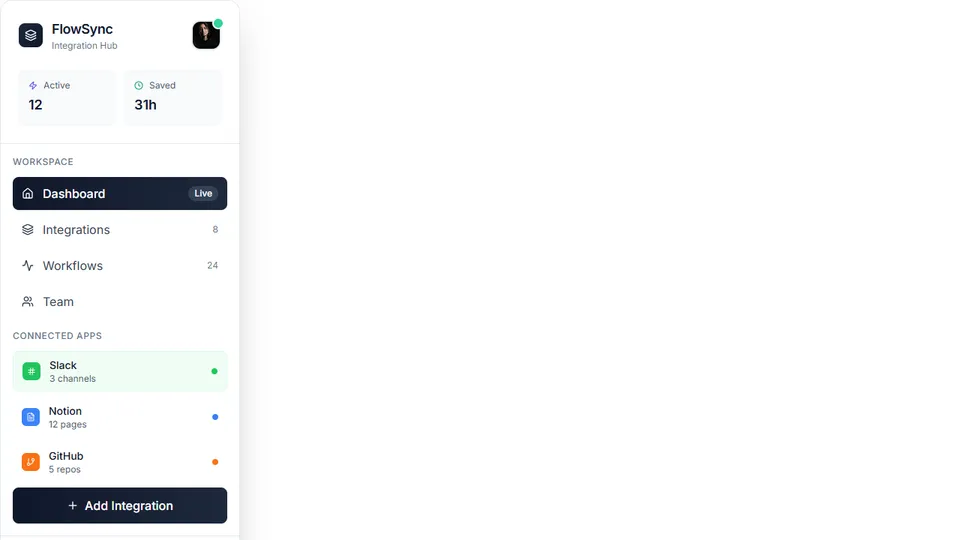 FlowSync
Integration Hub
Active
12
Saved
31h
WORKSPACE
Dashboard
Live
Integrations
8
Workflows
24
Team
CONNECTED APPS
Slack
3 channels
Notion
12 pages
GitHub
5 repos
+ Add Integration